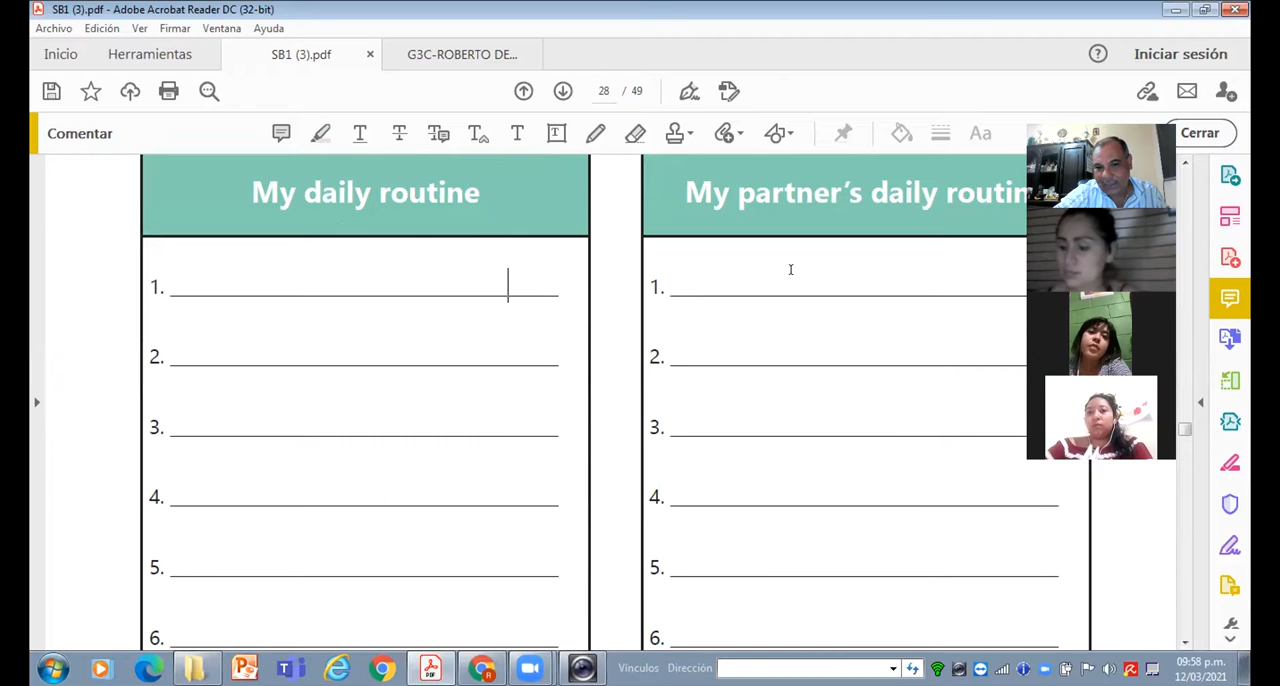 SB1 (3).pdf - Adobe Acrobat Reader DC (32-bit)
Archivo Edición Ver Firmar Ventana Ayuda
Inicio Herramientas SB1 (3).pdf × G3C-ROBERTO DE... Iniciar sesión
28 / 49
Comentar Aa Cerrar
My daily routine
1.
2.
3.
4.
5.
6.
My partner's daily routin
1.
2.
3.
4.
5.
6.
Vínculos Dirección 09:58 p.m.
12/03/2021